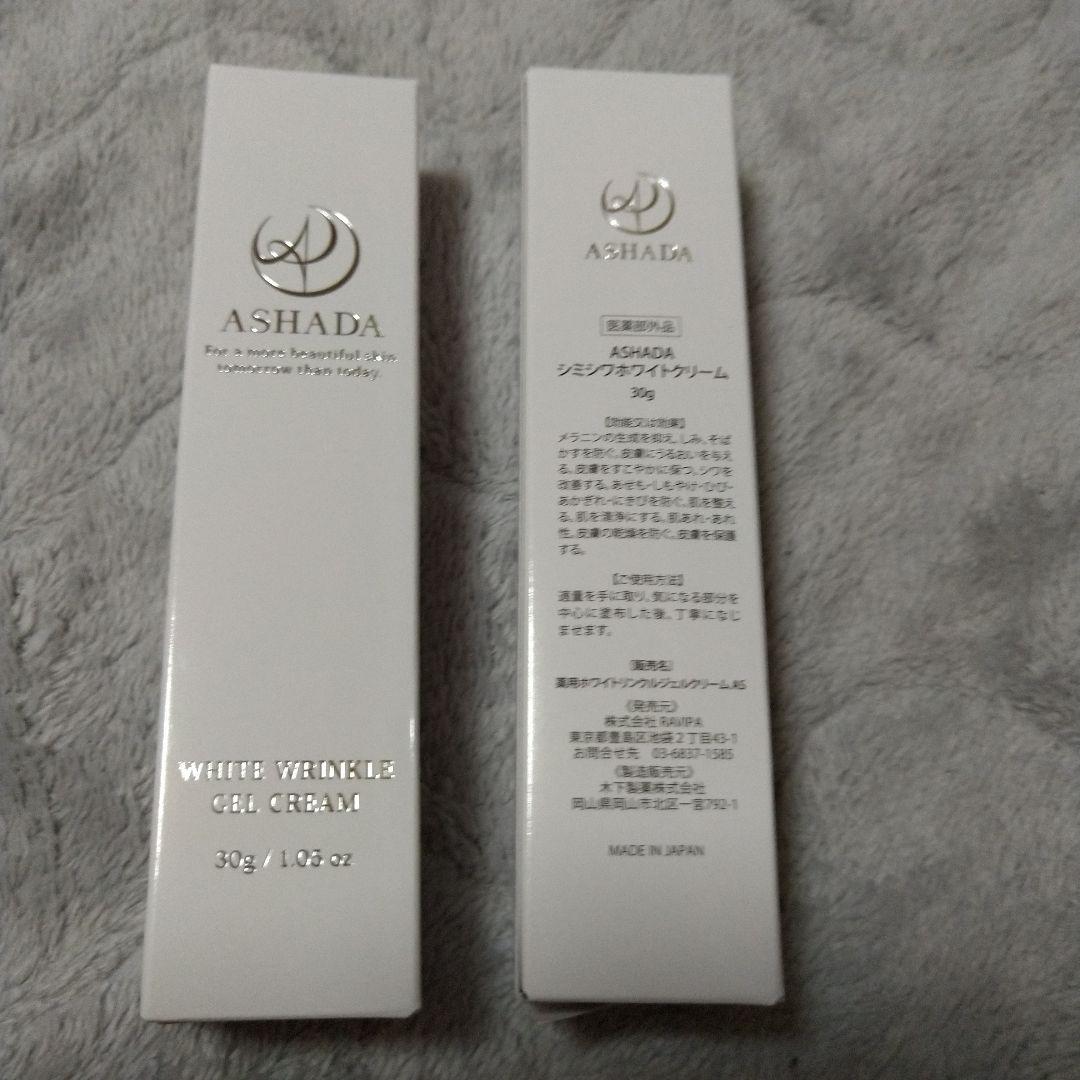 ASHADA
For a more beautiful skin
tomorrow than today.
WHITE WRINKLE
GEL CREAM
30g / 1.05 oz
ASHADA
医薬部外品
ASHADA
シミシワホワイトクリーム
30g
【効能又は効果】
メラニンの生成を抑え、しみ、そば
かすを防ぐ。皮膚にうるおいを与え
る。皮膚をすこやかに保つ。シワを
改善する。あせも・しもやけ・ひび・
あかぎれ・にきびを防ぐ。肌を整え
る。肌を清浄にする。肌あれ・あれ
性。皮膚の乾燥を防ぐ。皮膚を保護
する。
【ご使用方法】
適量を手に取り、気になる部分を
中心に塗布した後、丁寧になじ
ませます。
〔販売名〕
薬用ホワイトリンクルジェルクリームAS
《発売元》
株式会社 RAVIPA
東京都豊島区池袋2丁目43-1
お問合せ先 03-6837-1585
《製造販売元》
木下製薬株式会社
岡山県岡山市北区一宮792-1
MADE IN JAPAN